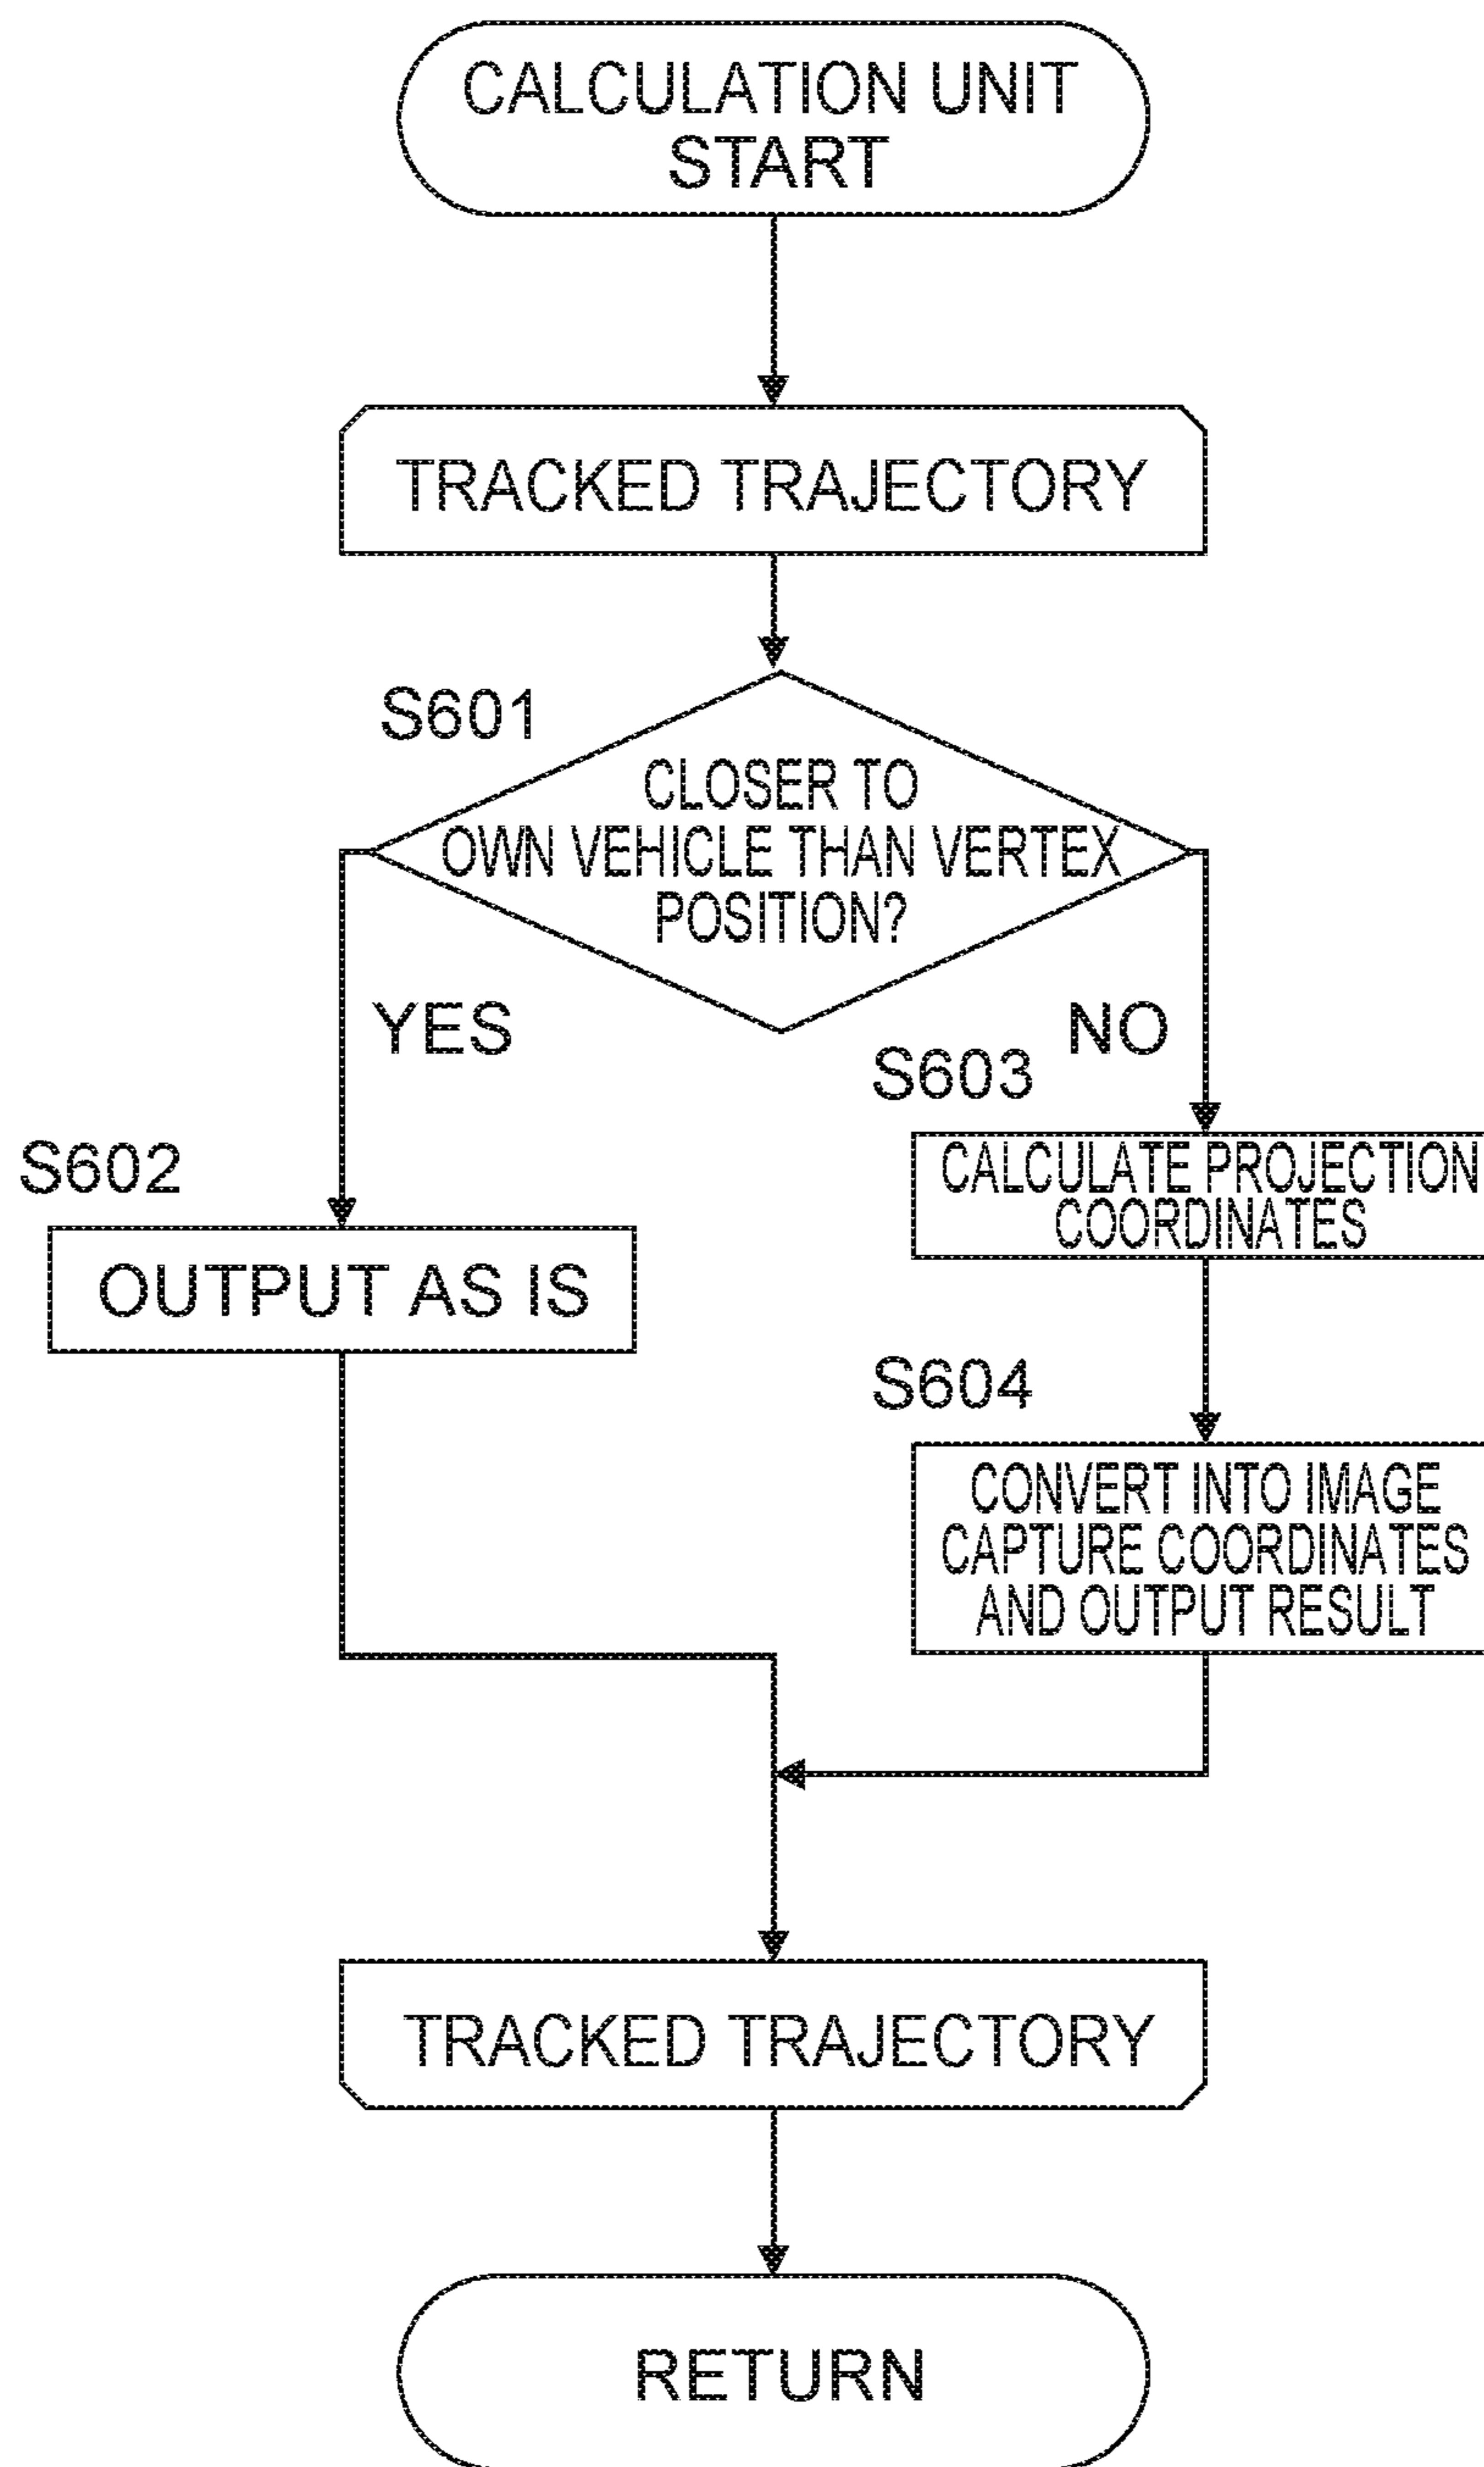 CALCULATION UNIT
START
TRACKED TRAJECTORY
S601
CLOSER TO
OWN VEHICLE THAN VERTEX
POSITION?
YES
NO
S603
CALCULATE PROJECTION
COORDINATES
S602
OUTPUT AS IS
S604
CONVERT INTO IMAGE
CAPTURE COORDINATES
AND OUTPUT RESULT
TRACKED TRAJECTORY
RETURN